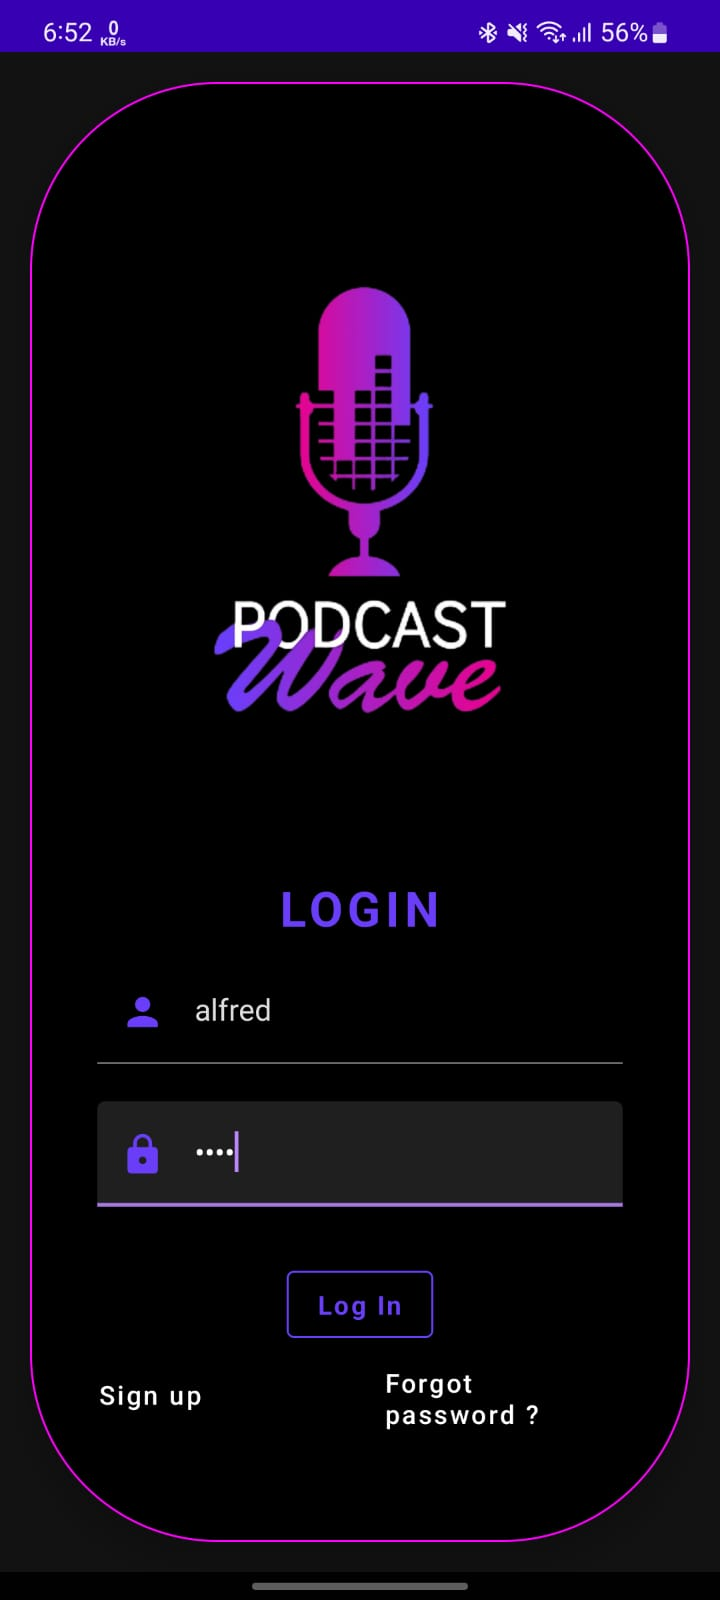 6:52 0 KB/s 56%
PODCAST
Wave
LOGIN
alfred
••••
Log In
Sign up
Forgot
password ?